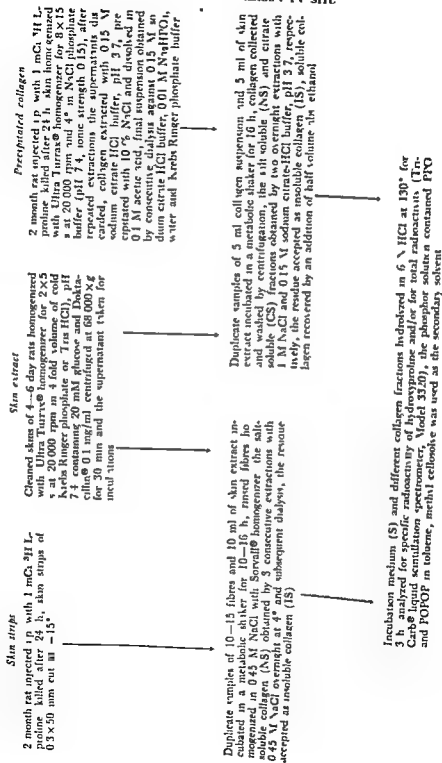 Skin strips
2 month rat injected i p with 1 mCi ³H L-
proline killed after 24 h, skin strips of
0 3 × 50 mm cut at −15°
Skin extract
Cleaned skins of 4–6 day rats homogenized
with Ultra Turrax® homogenizer for 2 × 5
s at 20 000 rpm in 4 fold volume of cold
Krebs Ringer phosphate or Tris HCl), pH
7 4 containing 20 mM glucose and Dokta-
cillin® 0 1 mg/ml centrifuged at 68 000 × g
for 30 min and the supernatant taken for
incubations
Precipitated collagen
2 month rat injected i p with 1 mCi ³H L-
proline killed after 24 h, skin homogenized
with Ultra Turrax® homogenizer for 8 × 15
s at 20 000 rpm and 4° in NaCl (phosphate
buffer (pH 7 4, ionic strength 0 15), after
repeated extractions the supernatants dis
carded, collagen extracted with 0 15 M
sodium citrate HCl buffer, pH 3 7, pre
cipitated with 10 % NaCl and dissolved in
0 1 M acetic acid, final suspension obtained
by consecutive dialysis against 0 15 M so
dium citrate HCl buffer, 0 01 M Na₂HPO₄,
water and Krebs Ringer phosphate buffer
Duplicate samples of 10–15 fibres and 10 ml of skin extract in-
cubated in a metabolic shaker for 10–16 h, rinsed fibres ho
mogenized in 0 45 M NaCl with Sorvall® homogenizer the salt-
soluble collagen (NS) obtained by 3 consecutive extractions with
0 45 M NaCl overnight at 4° and subsequent dialysis, the residue
accepted as insoluble collagen (IS)
Duplicate samples of 5 ml collagen suspension and 5 ml of skin
extract incubated in a metabolic shaker for 16 h, collagen collected
and washed by centrifugation, the salt soluble (NS) and citrate
soluble (CS) fractions obtained by two overnight extractions with
1 M NaCl and 0 15 M sodium citrate-HCl buffer, pH 3 7, respec-
tively, the residue accepted as insoluble collagen (IS), soluble col-
lagen recovered by an addition of half volume 95% ethanol
Incubation medium (S) and different collagen fractions hydrolized in 6 N HCl at 130° for
3 h analyzed for specific radioactivity of hydroxyproline and/or for total radioactivity (Tri-
Carb® liquid scintillation spectrometer, Model 3320), the phosphor solution contained PPO
and POPOP in toluene, methyl cellosolve was used as the secondary solvent